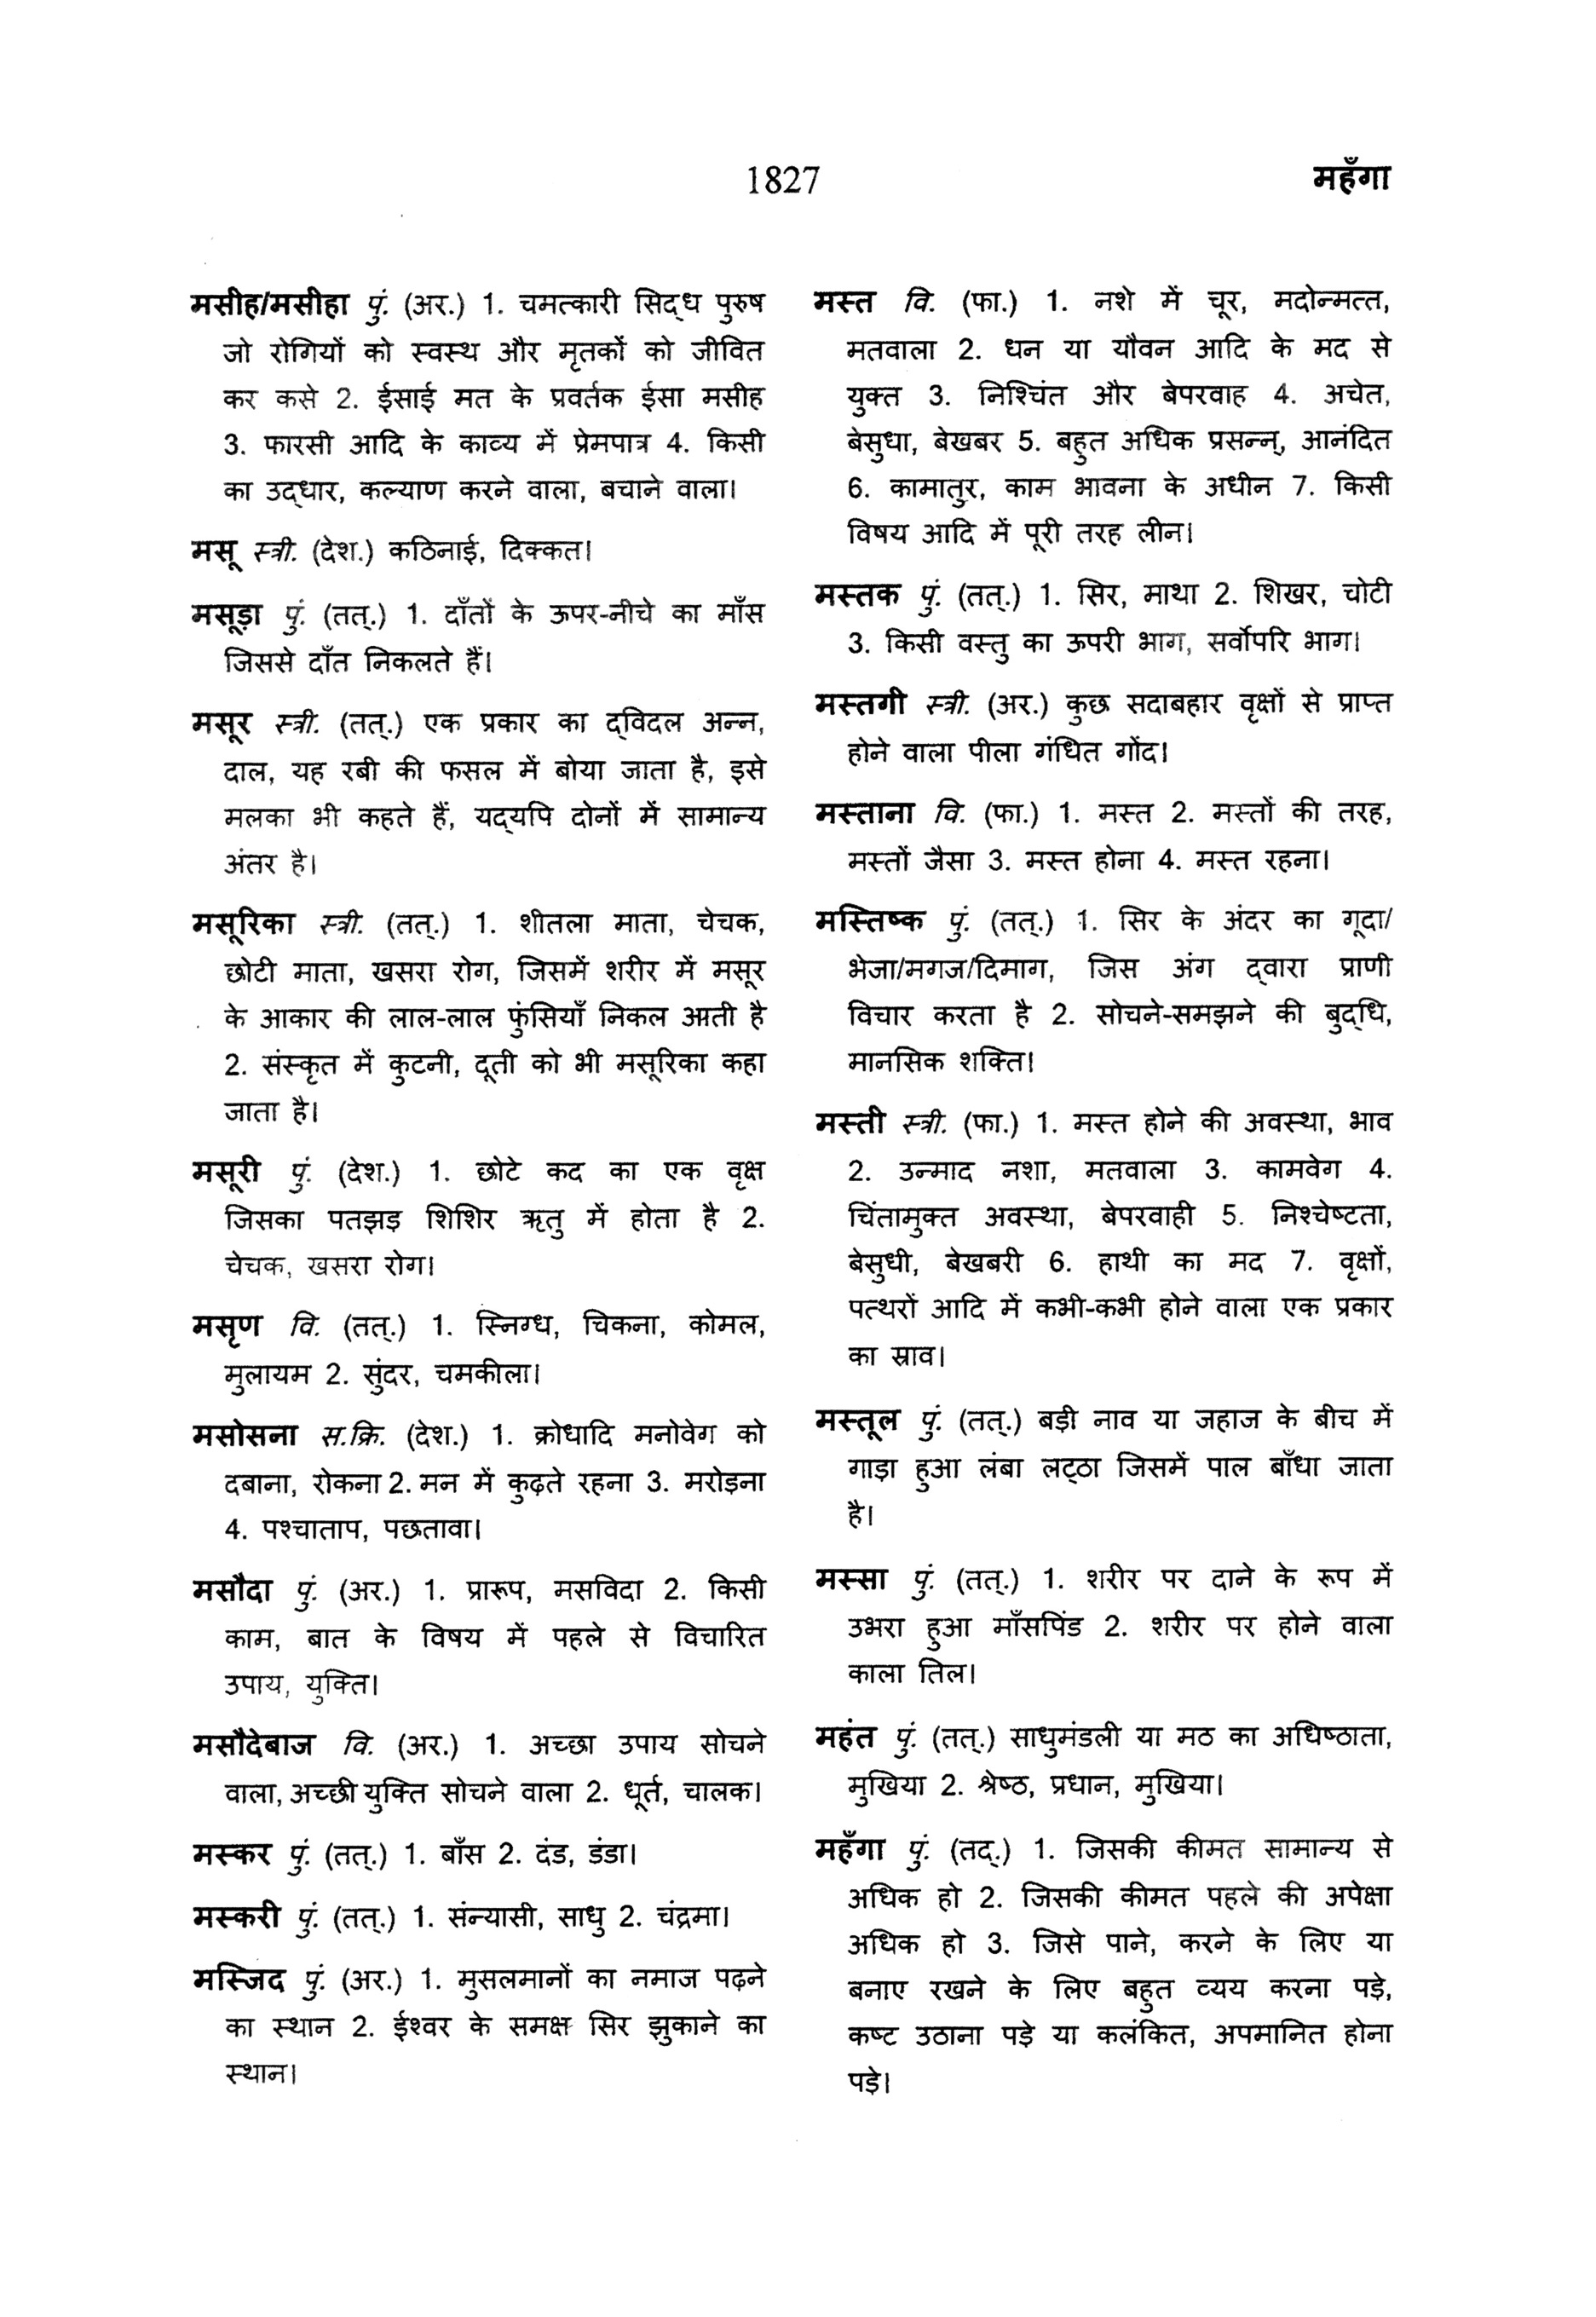 1827
महँगा
मसीह/मसीहा पुं. (अर.) 1. चमत्कारी सिद्ध पुरुष
जो रोगियों को स्वस्थ और मृतकों को जीवित
कर कसे 2. ईसाई मत के प्रवर्तक ईसा मसीह
3. फारसी आदि के काव्य में प्रेमपात्र 4. किसी
का उद्धार, कल्याण करने वाला, बचाने वाला।
मसू स्त्री. (देश.) कठिनाई, दिक्कत।
मसूड़ा पुं. (तत्.) 1. दाँतों के ऊपर-नीचे का माँस
जिससे दाँत निकलते हैं।
मसूर स्त्री. (तत्.) एक प्रकार का द्विदल अन्न,
दाल, यह रबी की फसल में बोया जाता है, इसे
मलका भी कहते हैं, यद्यपि दोनों में सामान्य
अंतर है।
मसूरिका स्त्री. (तत्.) 1. शीतला माता, चेचक,
छोटी माता, खसरा रोग, जिसमें शरीर में मसूर
के आकार की लाल-लाल फुंसियाँ निकल आती है
2. संस्कृत में कुटनी, दूती को भी मसूरिका कहा
जाता है।
मसूरी पुं. (देश.) 1. छोटे कद का एक वृक्ष
जिसका पतझड़ शिशिर ऋतु में होता है 2.
चेचक, खसरा रोग।
मसृण वि. (तत्.) 1. स्निग्ध, चिकना, कोमल,
मुलायम 2. सुंदर, चमकीला।
मसोसना स.क्रि. (देश.) 1. क्रोधादि मनोवेग को
दबाना, रोकना 2. मन में कुढ़ते रहना 3. मरोड़ना
4. पश्चाताप, पछतावा।
मसौदा पुं. (अर.) 1. प्रारूप, मसविदा 2. किसी
काम, बात के विषय में पहले से विचारित
उपाय, युक्ति।
मसौदेबाज वि. (अर.) 1. अच्छा उपाय सोचने
वाला, अच्छी युक्ति सोचने वाला 2. धूर्त, चालक।
मस्कर पुं. (तत्.) 1. बाँस 2. दंड, डंडा।
मस्करी पुं. (तत्.) 1. संन्यासी, साधु 2. चंद्रमा।
मस्जिद पुं. (अर.) 1. मुसलमानों का नमाज पढ़ने
का स्थान 2. ईश्वर के समक्ष सिर झुकाने का
स्थान।
मस्त वि. (फा.) 1. नशे में चूर, मदोन्मत्त,
मतवाला 2. धन या यौवन आदि के मद से
युक्त 3. निश्चिंत और बेपरवाह 4. अचेत,
बेसुधा, बेखबर 5. बहुत अधिक प्रसन्न्, आनंदित
6. कामातुर, काम भावना के अधीन 7. किसी
विषय आदि में पूरी तरह लीन।
मस्तक पुं. (तत्.) 1. सिर, माथा 2. शिखर, चोटी
3. किसी वस्तु का ऊपरी भाग, सर्वोपरि भाग।
मस्तगी स्त्री. (अर.) कुछ सदाबहार वृक्षों से प्राप्त
होने वाला पीला गंधित गोंद।
मस्ताना वि. (फा.) 1. मस्त 2. मस्तों की तरह,
मस्तों जैसा 3. मस्त होना 4. मस्त रहना।
मस्तिष्क पुं. (तत्.) 1. सिर के अंदर का गूदा/
भेजा/मगज/दिमाग, जिस अंग द्वारा प्राणी
विचार करता है 2. सोचने-समझने की बुद्धि,
मानसिक शक्ति।
मस्ती स्त्री. (फा.) 1. मस्त होने की अवस्था, भाव
2. उन्माद नशा, मतवाला 3. कामवेग 4.
चिंतामुक्त अवस्था, बेपरवाही 5. निश्चेष्टता,
बेसुधी, बेखबरी 6. हाथी का मद 7. वृक्षों,
पत्थरों आदि में कभी-कभी होने वाला एक प्रकार
का स्राव।
मस्तूल पुं. (तत्.) बड़ी नाव या जहाज के बीच में
गाड़ा हुआ लंबा लट्ठा जिसमें पाल बाँधा जाता
है।
मस्सा पुं. (तत्.) 1. शरीर पर दाने के रूप में
उभरा हुआ माँसपिंड 2. शरीर पर होने वाला
काला तिल।
महंत पुं. (तत्.) साधुमंडली या मठ का अधिष्ठाता,
मुखिया 2. श्रेष्ठ, प्रधान, मुखिया।
महँगा पुं. (तद्.) 1. जिसकी कीमत सामान्य से
अधिक हो 2. जिसकी कीमत पहले की अपेक्षा
अधिक हो 3. जिसे पाने, करने के लिए या
बनाए रखने के लिए बहुत व्यय करना पड़े,
कष्ट उठाना पड़े या कलंकित, अपमानित होना
पड़े।